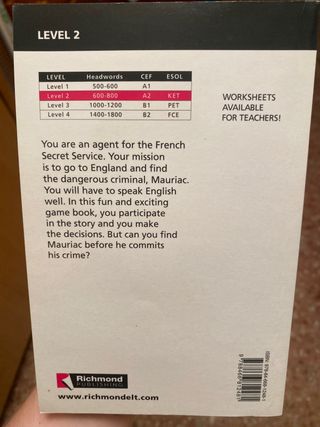 LEVEL 2
LEVEL Headwords CEF ESOL
Level 1 500-600 A1
Level 2 600-800 A2 KET
Level 3 1000-1200 B1 PET
Level 4 1400-1800 B2 FCE
WORKSHEETS
AVAILABLE
FOR TEACHERS!
You are an agent for the French
Secret Service. Your mission
is to go to England and find
the dangerous criminal, Mauriac.
You will have to speak English
well. In this fun and exciting
game book, you participate
in the story and you make
the decisions. But can you find
Mauriac before he commits
his crime?
Richmond
PUBLISHING
www.richmondelt.com